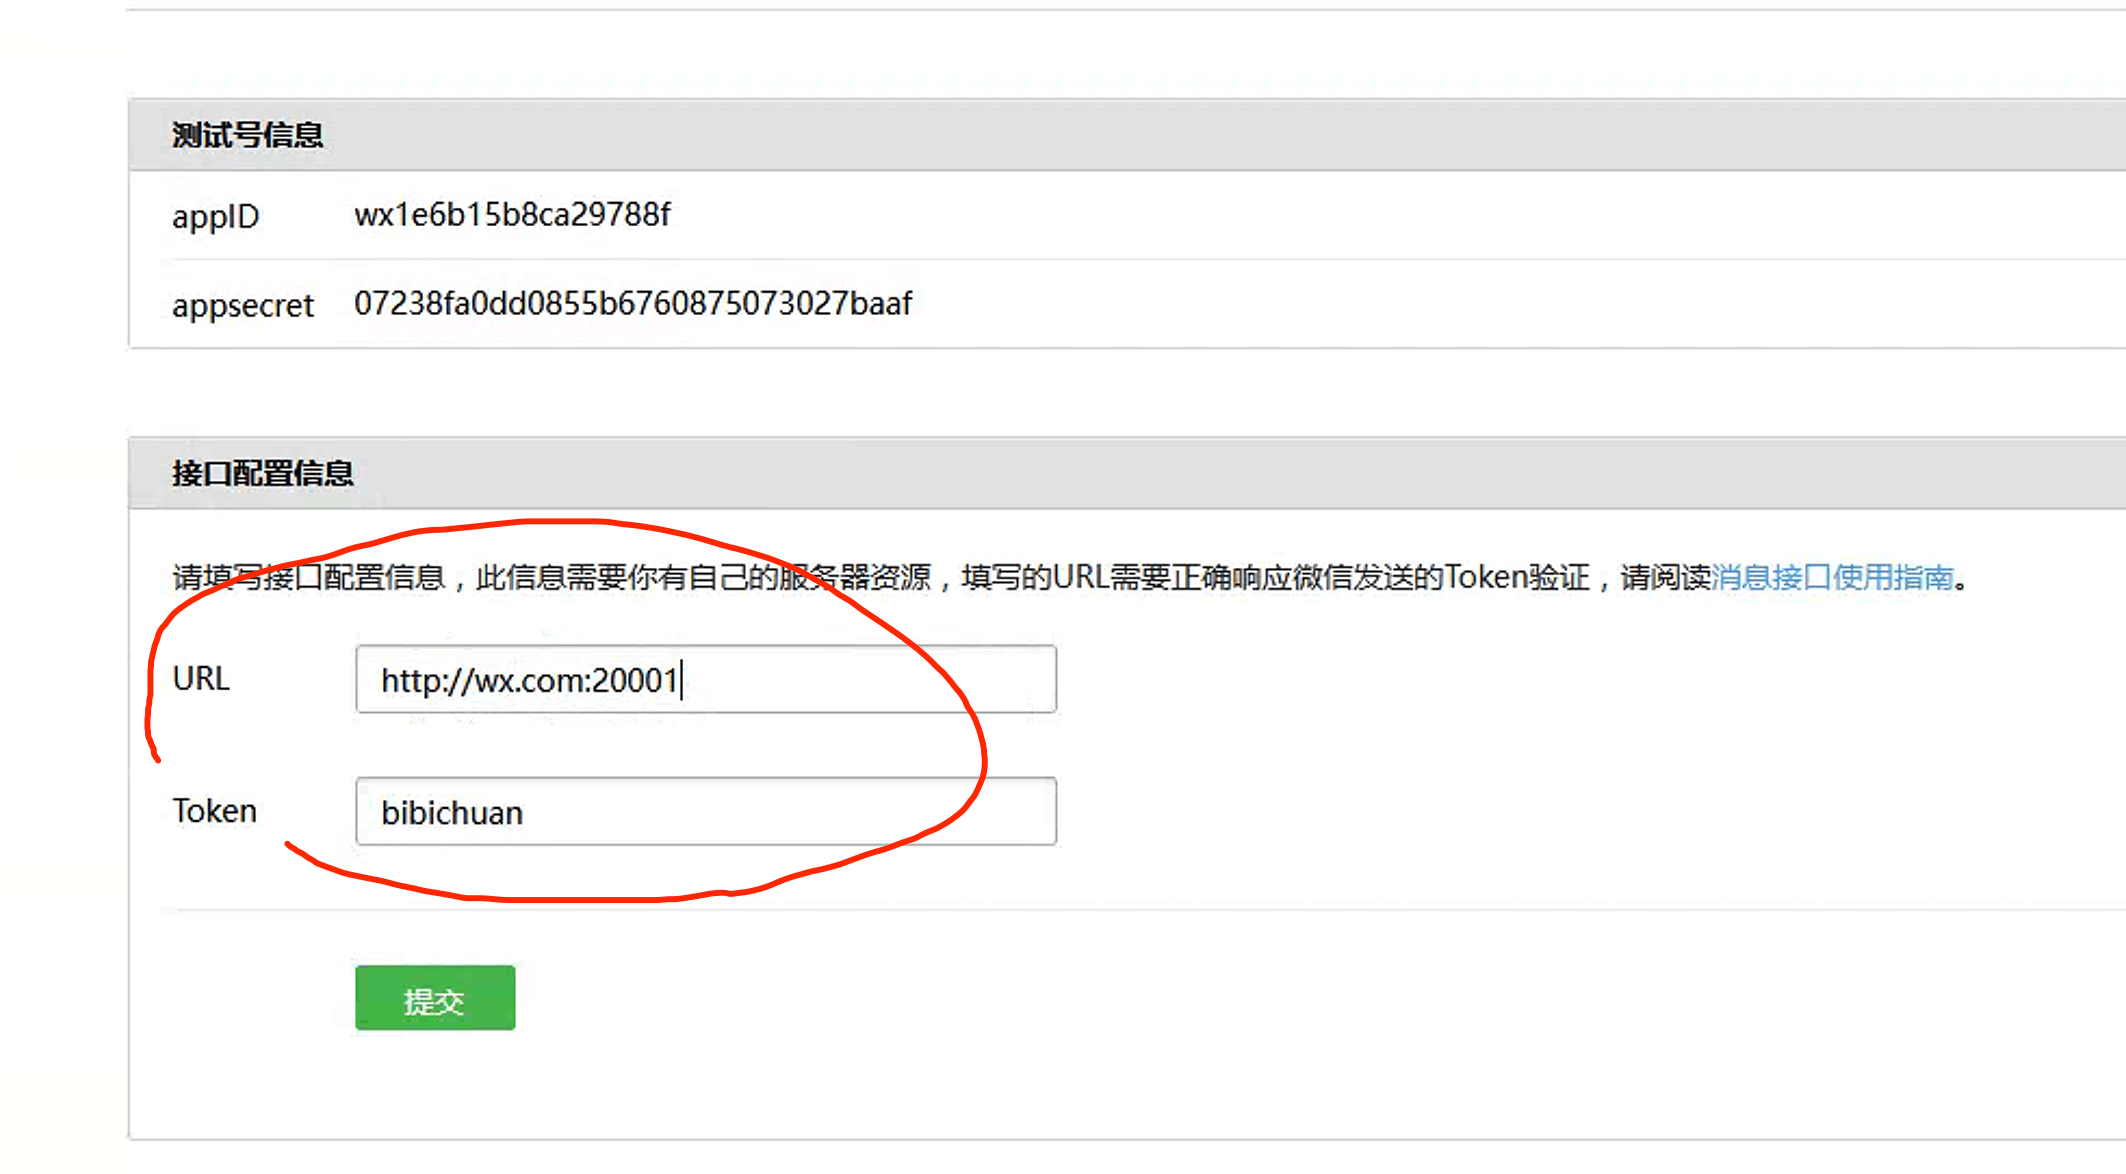 测试号信息
appID wx1e6b15b8ca29788f
appsecret 07238fa0dd0855b6760875073027baaf
接口配置信息
请填写接口配置信息，此信息需要你有自己的服务器资源，填写的URL需要正确响应微信发送的Token验证，请阅读消息接口使用指南。
URL http://wx.com:20001
Token bibichuan
提交